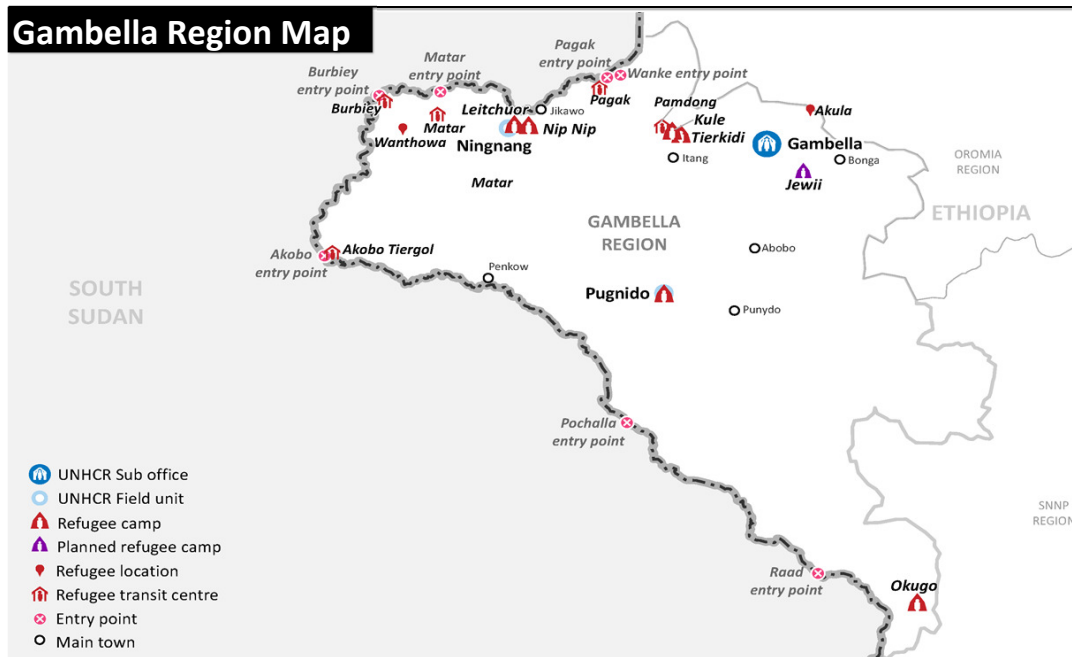 Gambella Region Map
Pagak
entry point
Matar
entry point
Burbiey
entry point
Wanke entry point
Burbiey
Pagak
Leitchuor
Jikawo
Pamdong
Kule
Akula
Matar
Nip Nip
Tierkidi
Wanthowa
Ningnang
Gambella
Itang
Bonga
OROMIA
REGION
Matar
Jewii
ETHIOPIA
GAMBELLA
REGION
Akobo
entry point
Akobo Tiergol
Abobo
Penkow
SOUTH
SUDAN
Pugnido
Punydo
Pochalla
entry point
UNHCR Sub office
UNHCR Field unit
Refugee camp
Planned refugee camp
Refugee location
Refugee transit centre
Entry point
Main town
SNNP
REGION
Raad
entry point
Okugo